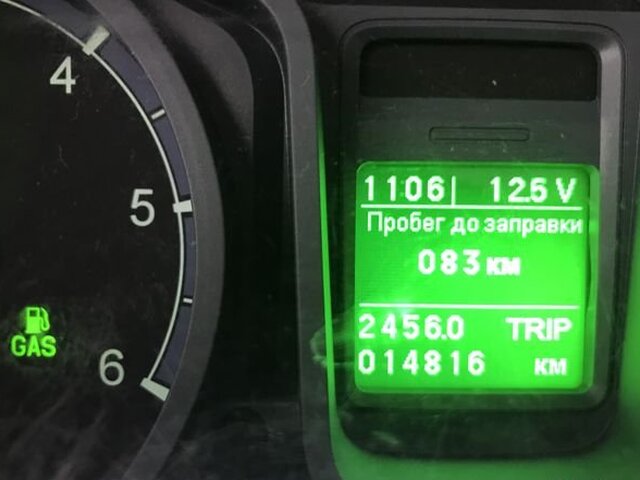 4
5
6
GAS
1106| 12.5 V
Пробег до заправки
083 км
2456.0 TRIP
014816 км